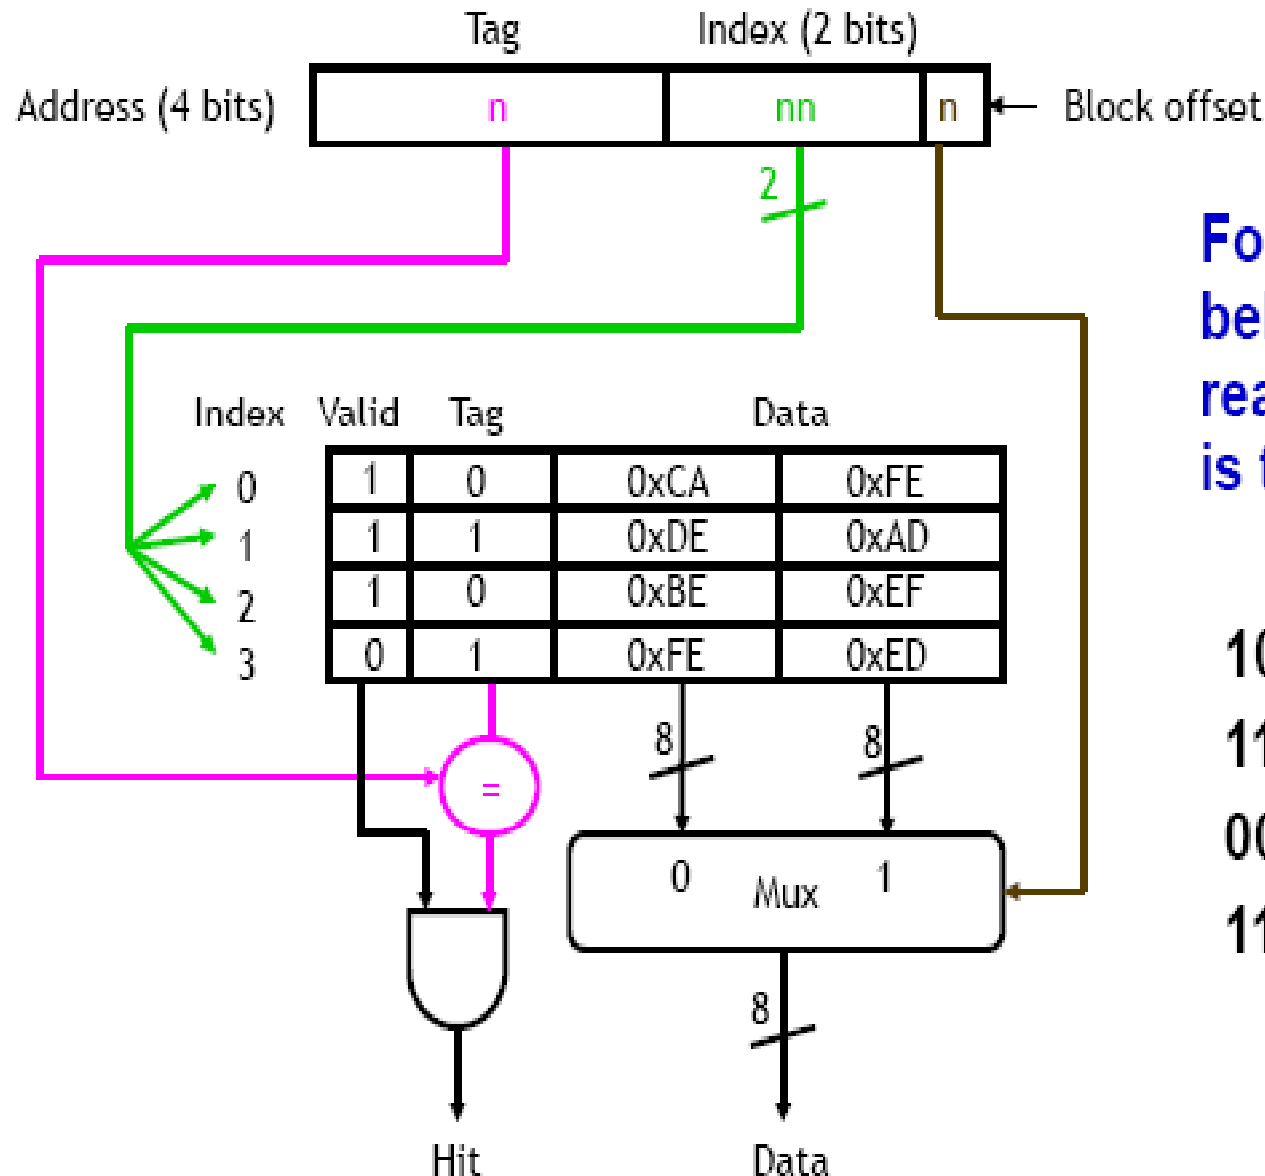 Tag Index (2 bits)
Address (4 bits) n nn n Block offset
2
Index Valid Tag Data
0 1 0 0xCA 0xFE
1 1 1 0xDE 0xAD
2 1 0 0xBE 0xEF
3 0 1 0xFE 0xED
8 8
=
0 Mux 1
8
Hit Data
is